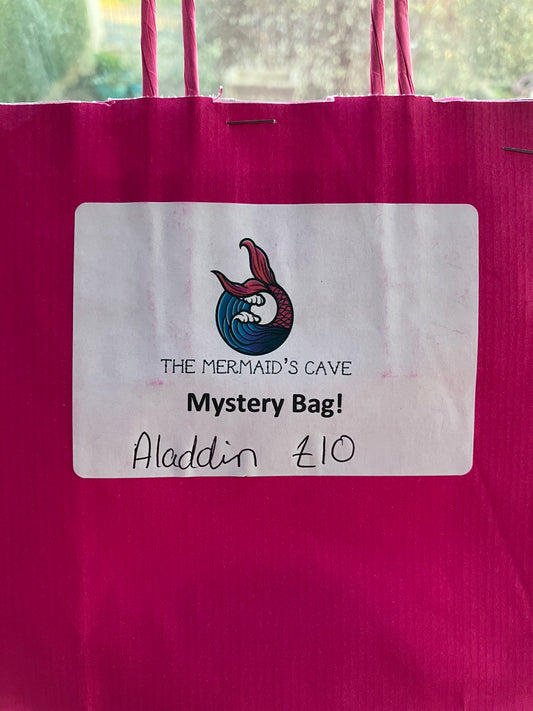 THE MERMAID'S CAVE
Mystery Bag!
Aladdin £10